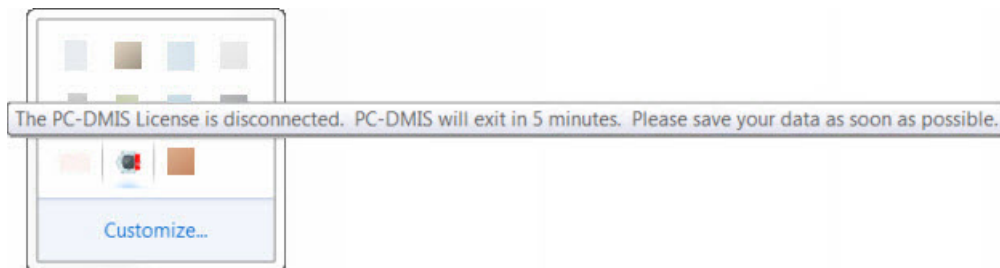 The PC-DMIS License is disconnected.  PC-DMIS will exit in 5 minutes.  Please save your data as soon as possible.
Customize...